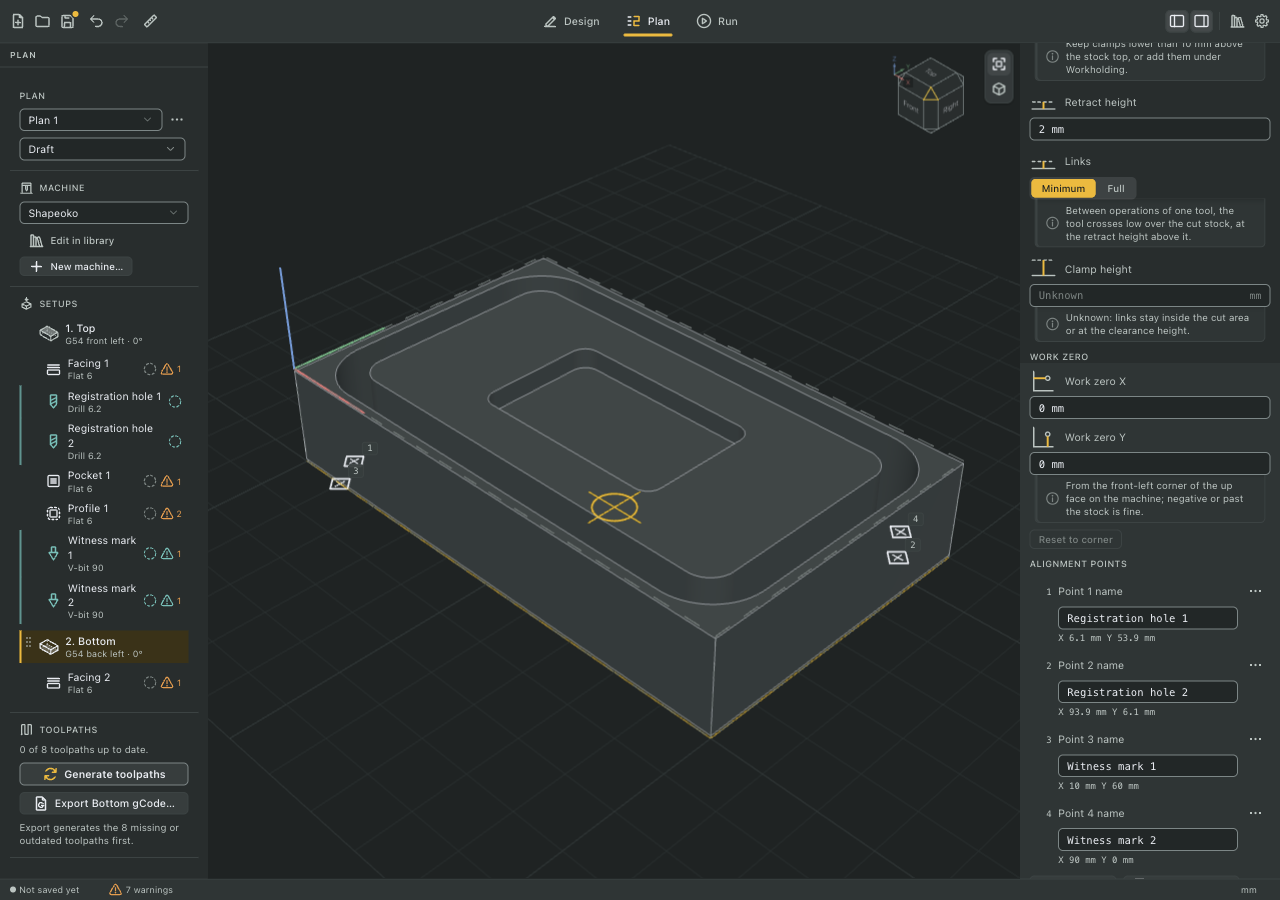 Design
Plan
Run
PLAN
PLAN
Plan 1
Draft
MACHINE
Shapeoko
Edit in library
New machine...
SETUPS
1. Top
G54 front left · 0°
Facing 1
Flat 6
1
Registration hole 1
Drill 6.2
Registration hole
2
Drill 6.2
Pocket 1
Flat 6
1
Profile 1
Flat 6
2
Witness mark
1
V-bit 90
1
Witness mark
2
V-bit 90
1
2. Bottom
G54 back left · 0°
Facing 2
Flat 6
1
TOOLPATHS
0 of 8 toolpaths up to date.
Generate toolpaths
Export Bottom gCode...
Export generates the 8 missing or
outdated toolpaths first.
Not saved yet
7 warnings
mm
Top
Front
Right
1
3
4
2
Keep clamps lower than 10 mm above
the stock top, or add them under
Workholding.
Retract height
2 mm
Links
Minimum
Full
Between operations of one tool, the
tool crosses low over the cut stock, at
the retract height above it.
Clamp height
Unknown mm
Unknown: links stay inside the cut area
or at the clearance height.
WORK ZERO
Work zero X
0 mm
Work zero Y
0 mm
From the front-left corner of the up
face on the machine; negative or past
the stock is fine.
Reset to corner
ALIGNMENT POINTS
1 Point 1 name
Registration hole 1
X 6.1 mm Y 53.9 mm
2 Point 2 name
Registration hole 2
X 93.9 mm Y 6.1 mm
3 Point 3 name
Witness mark 1
X 10 mm Y 60 mm
4 Point 4 name
Witness mark 2
X 90 mm Y 0 mm